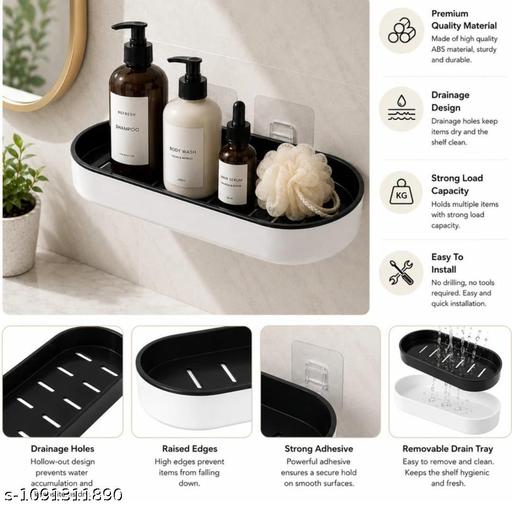 Premium
Quality Material
Made of high quality
ABS material, sturdy
and durable.
Drainage
Design
Drainage holes keep
items dry and the
shelf clean.
Strong Load
Capacity
Holds multiple items
with strong load
capacity.
KG
Easy To
Install
No drilling, no tools
required. Easy and
quick installation.
REFRESH
SHAMPOO
BODY WASH
HAIR SERUM
Drainage Holes
Hollow-out design
prevents water
accumulation and
Raised Edges
High edges prevent
items from falling
down.
Strong Adhesive
Powerful adhesive
ensures a secure hold
on smooth surfaces.
Removable Drain Tray
Easy to remove and clean.
Keeps the shelf hygienic
and fresh.
s-1091311890